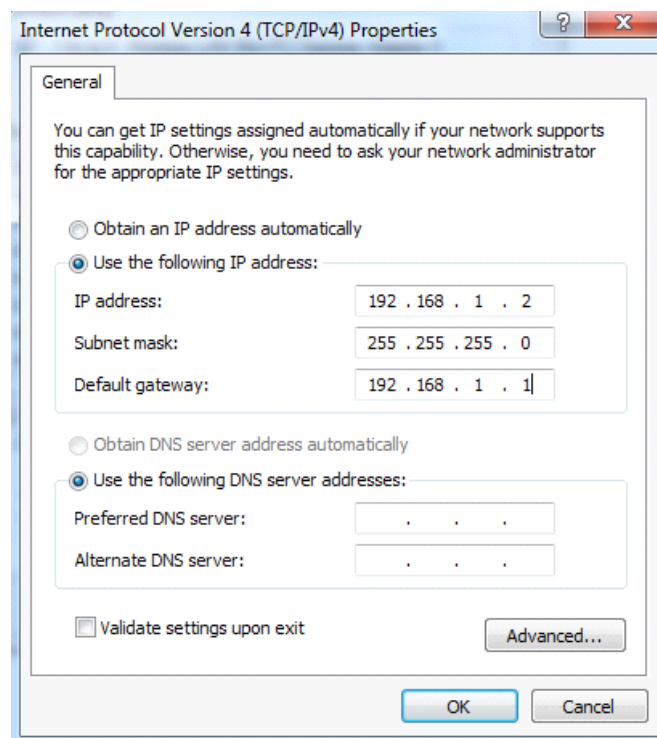 Internet Protocol Version 4 (TCP/IPv4) Properties
General
You can get IP settings assigned automatically if your network supports
this capability. Otherwise, you need to ask your network administrator
for the appropriate IP settings.
Obtain an IP address automatically
Use the following IP address:
IP address: 192 . 168 . 1 . 2
Subnet mask: 255 . 255 . 255 . 0
Default gateway: 192 . 168 . 1 . 1
Obtain DNS server address automatically
Use the following DNS server addresses:
Preferred DNS server: . . .
Alternate DNS server: . . .
Validate settings upon exit
Advanced...
OK Cancel